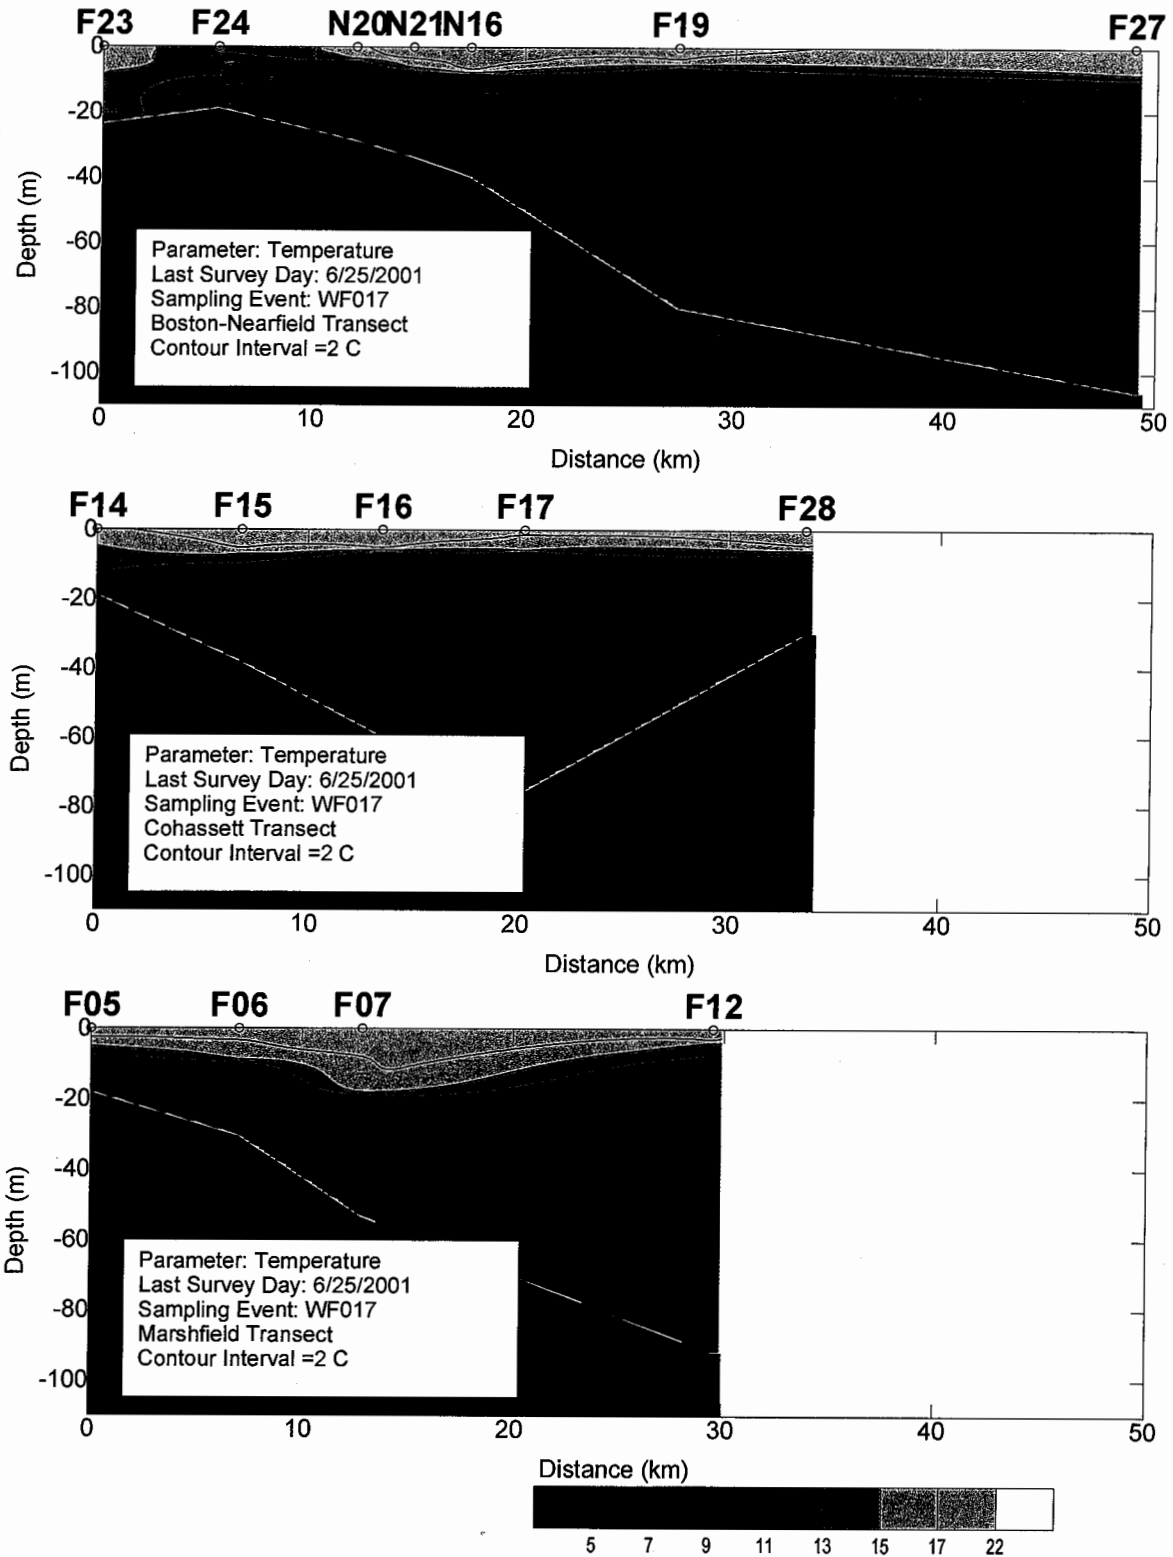 F23 F24 N20 N21 N16 F19 F27
0
-20
-40
-60
-80
-100
Depth (m)
Parameter: Temperature
Last Survey Day: 6/25/2001
Sampling Event: WF017
Boston-Nearfield Transect
Contour Interval =2 C
0 10 20 30 40 50
Distance (km)
F14 F15 F16 F17 F28
0
-20
-40
-60
-80
-100
Depth (m)
Parameter: Temperature
Last Survey Day: 6/25/2001
Sampling Event: WF017
Cohassett Transect
Contour Interval =2 C
0 10 20 30 40 50
Distance (km)
F05 F06 F07 F12
0
-20
-40
-60
-80
-100
Depth (m)
Parameter: Temperature
Last Survey Day: 6/25/2001
Sampling Event: WF017
Marshfield Transect
Contour Interval =2 C
0 10 20 30 40 50
Distance (km)
5 7 9 11 13 15 17 22